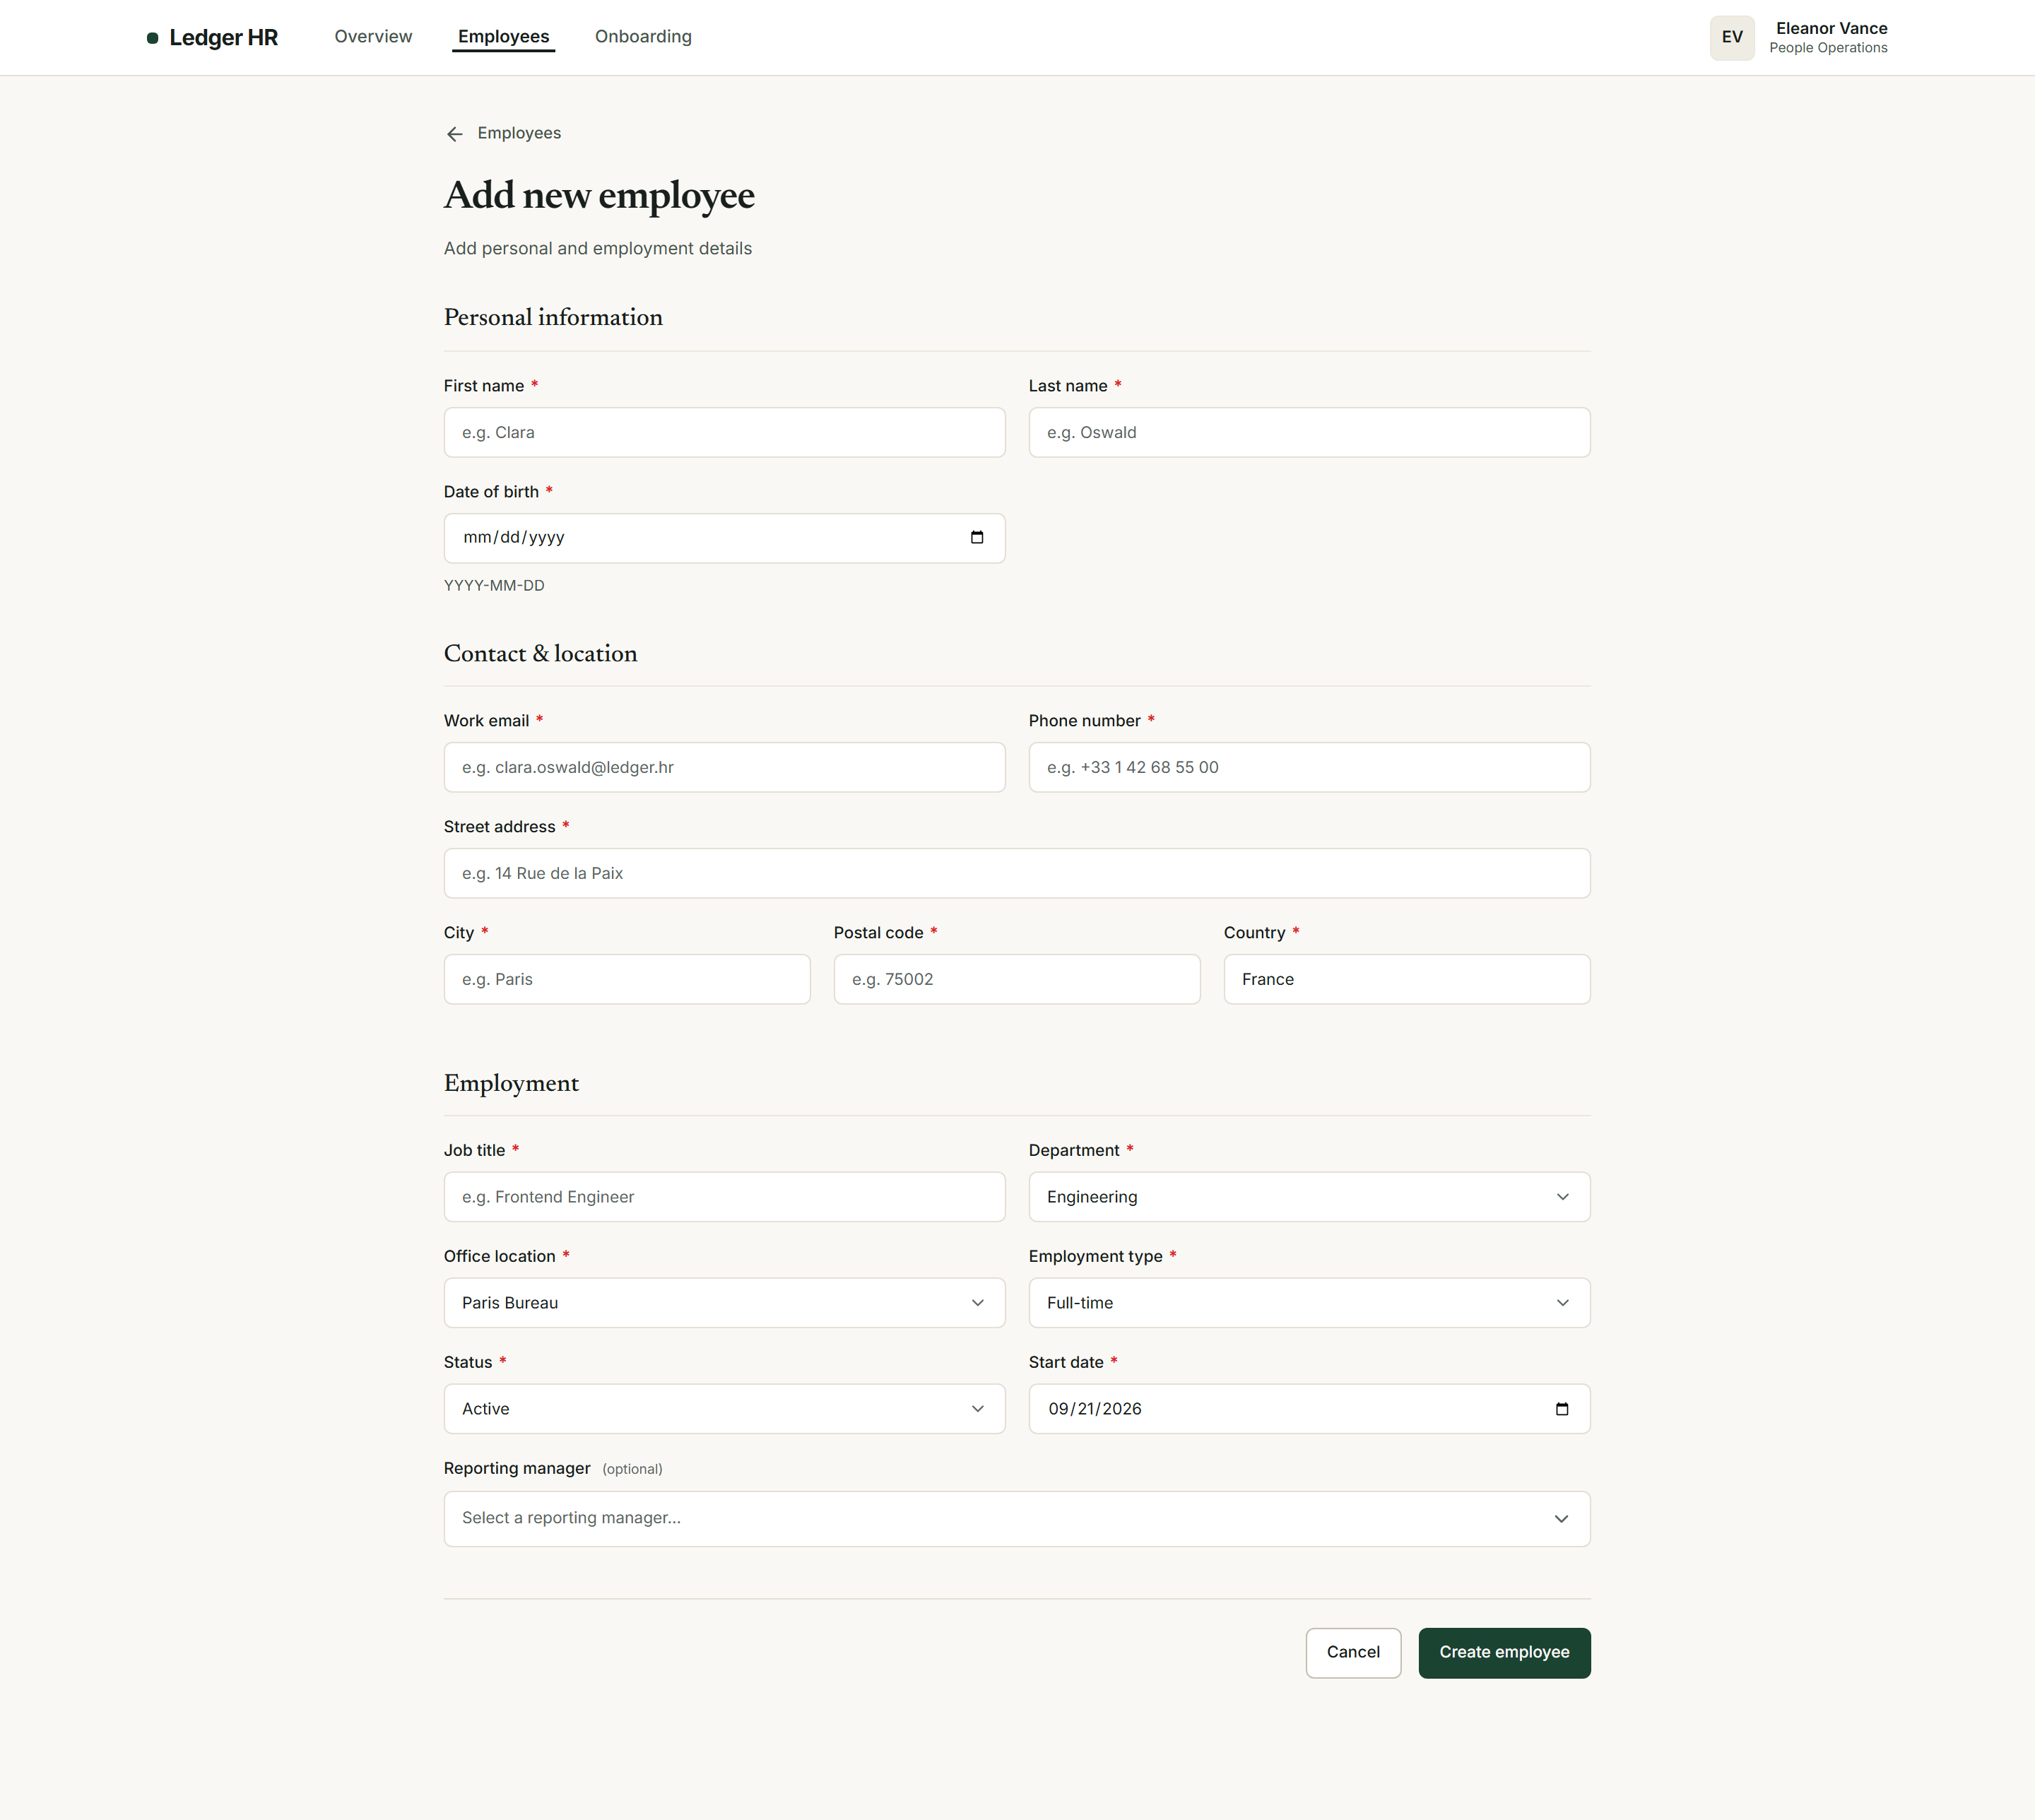 Ledger HR
Overview
Employees
Onboarding
EV
Eleanor Vance
People Operations
Employees
Add new employee
Add personal and employment details
Personal information
First name *
Last name *
e.g. Clara
e.g. Oswald
Date of birth *
mm/dd/yyyy
YYYY-MM-DD
Contact & location
Work email *
Phone number *
e.g. clara.oswald@ledger.hr
e.g. +33 1 42 68 55 00
Street address *
e.g. 14 Rue de la Paix
City *
Postal code *
Country *
e.g. Paris
e.g. 75002
France
Employment
Job title *
Department *
e.g. Frontend Engineer
Engineering
Office location *
Employment type *
Paris Bureau
Full-time
Status *
Start date *
Active
09/21/2026
Reporting manager (optional)
Select a reporting manager...
Cancel
Create employee